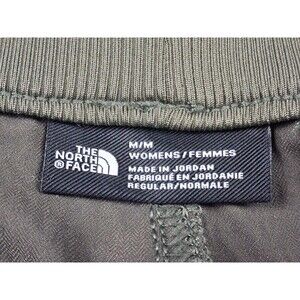 THE
NORTH
FACE
M/M
WOMENS/FEMMES
MADE IN JORDAN
FABRIQUÉ EN JORDANIE
REGULAR/NORMALE